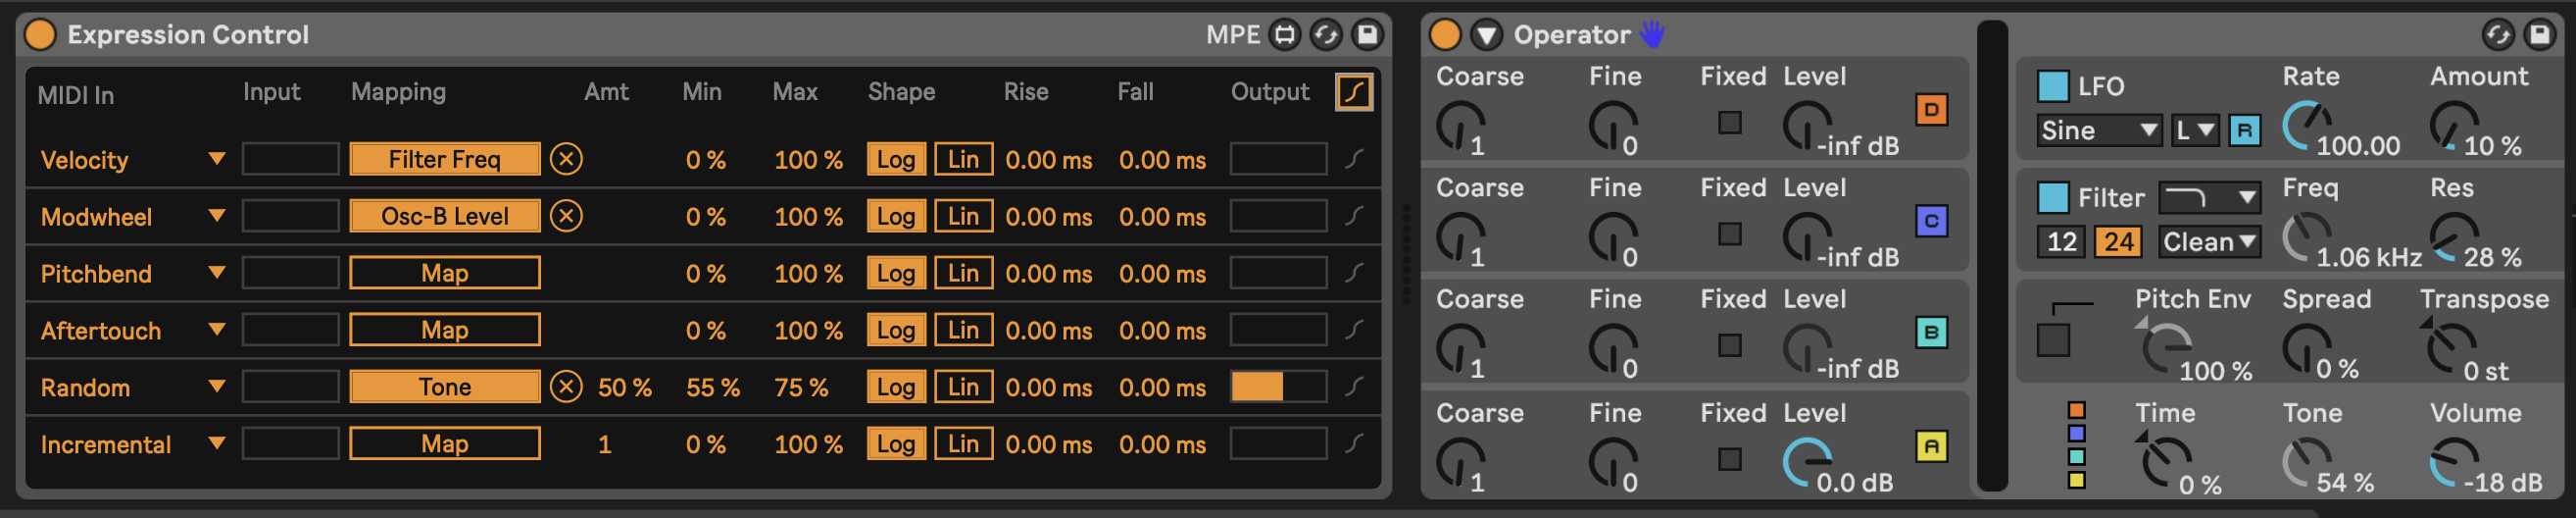 Expression Control MPE
MIDI In Input Mapping Amt Min Max Shape Rise Fall Output
Velocity Filter Freq 0 % 100 % Log Lin 0.00 ms 0.00 ms
Modwheel Osc-B Level 0 % 100 % Log Lin 0.00 ms 0.00 ms
Pitchbend Map 0 % 100 % Log Lin 0.00 ms 0.00 ms
Aftertouch Map 0 % 100 % Log Lin 0.00 ms 0.00 ms
Random Tone 50 % 55 % 75 % Log Lin 0.00 ms 0.00 ms
Incremental Map 1 0 % 100 % Log Lin 0.00 ms 0.00 ms
Operator
Coarse Fine Fixed Level
1 0 -inf dB D
Coarse Fine Fixed Level
1 0 -inf dB C
Coarse Fine Fixed Level
1 0 -inf dB B
Coarse Fine Fixed Level
1 0 0.0 dB A
LFO Rate Amount
Sine L R 100.00 10 %
Filter Freq Res
12 24 Clean 1.06 kHz 28 %
Pitch Env Spread Transpose
100 % 0 % 0 st
Time Tone Volume
0 % 54 % -18 dB